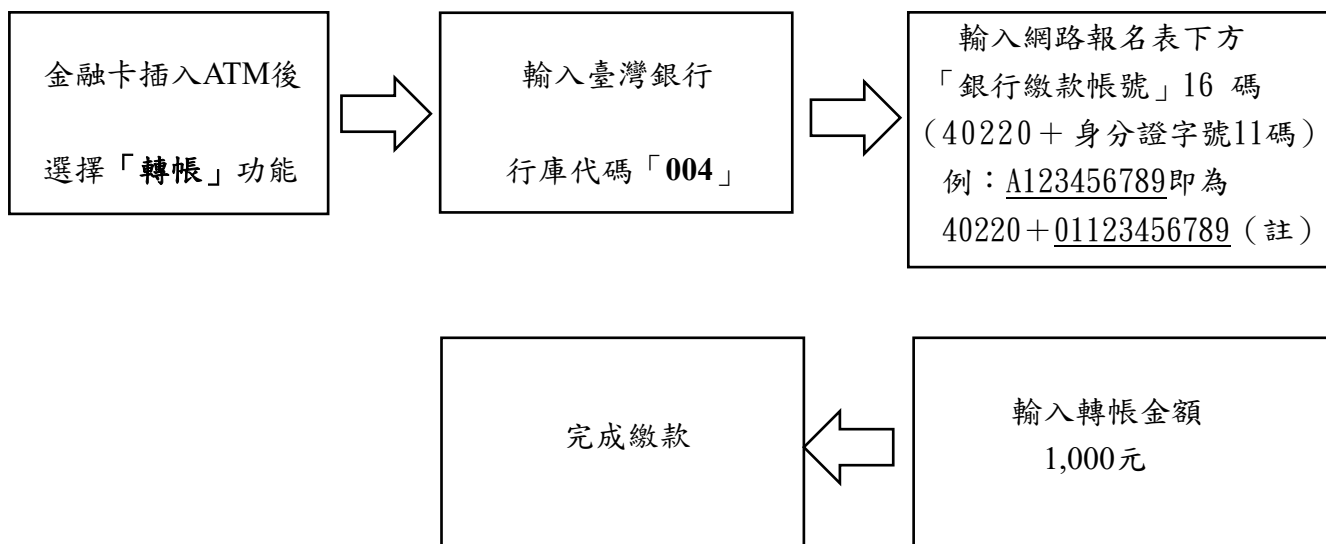 金融卡插入ATM後
選擇「轉帳」功能
輸入臺灣銀行
行庫代碼「004」
輸入網路報名表下方
「銀行繳款帳號」16 碼
（40220＋身分證字號11碼）
例：A123456789即為
40220＋01123456789（註）
輸入轉帳金額
1,000元
完成繳款